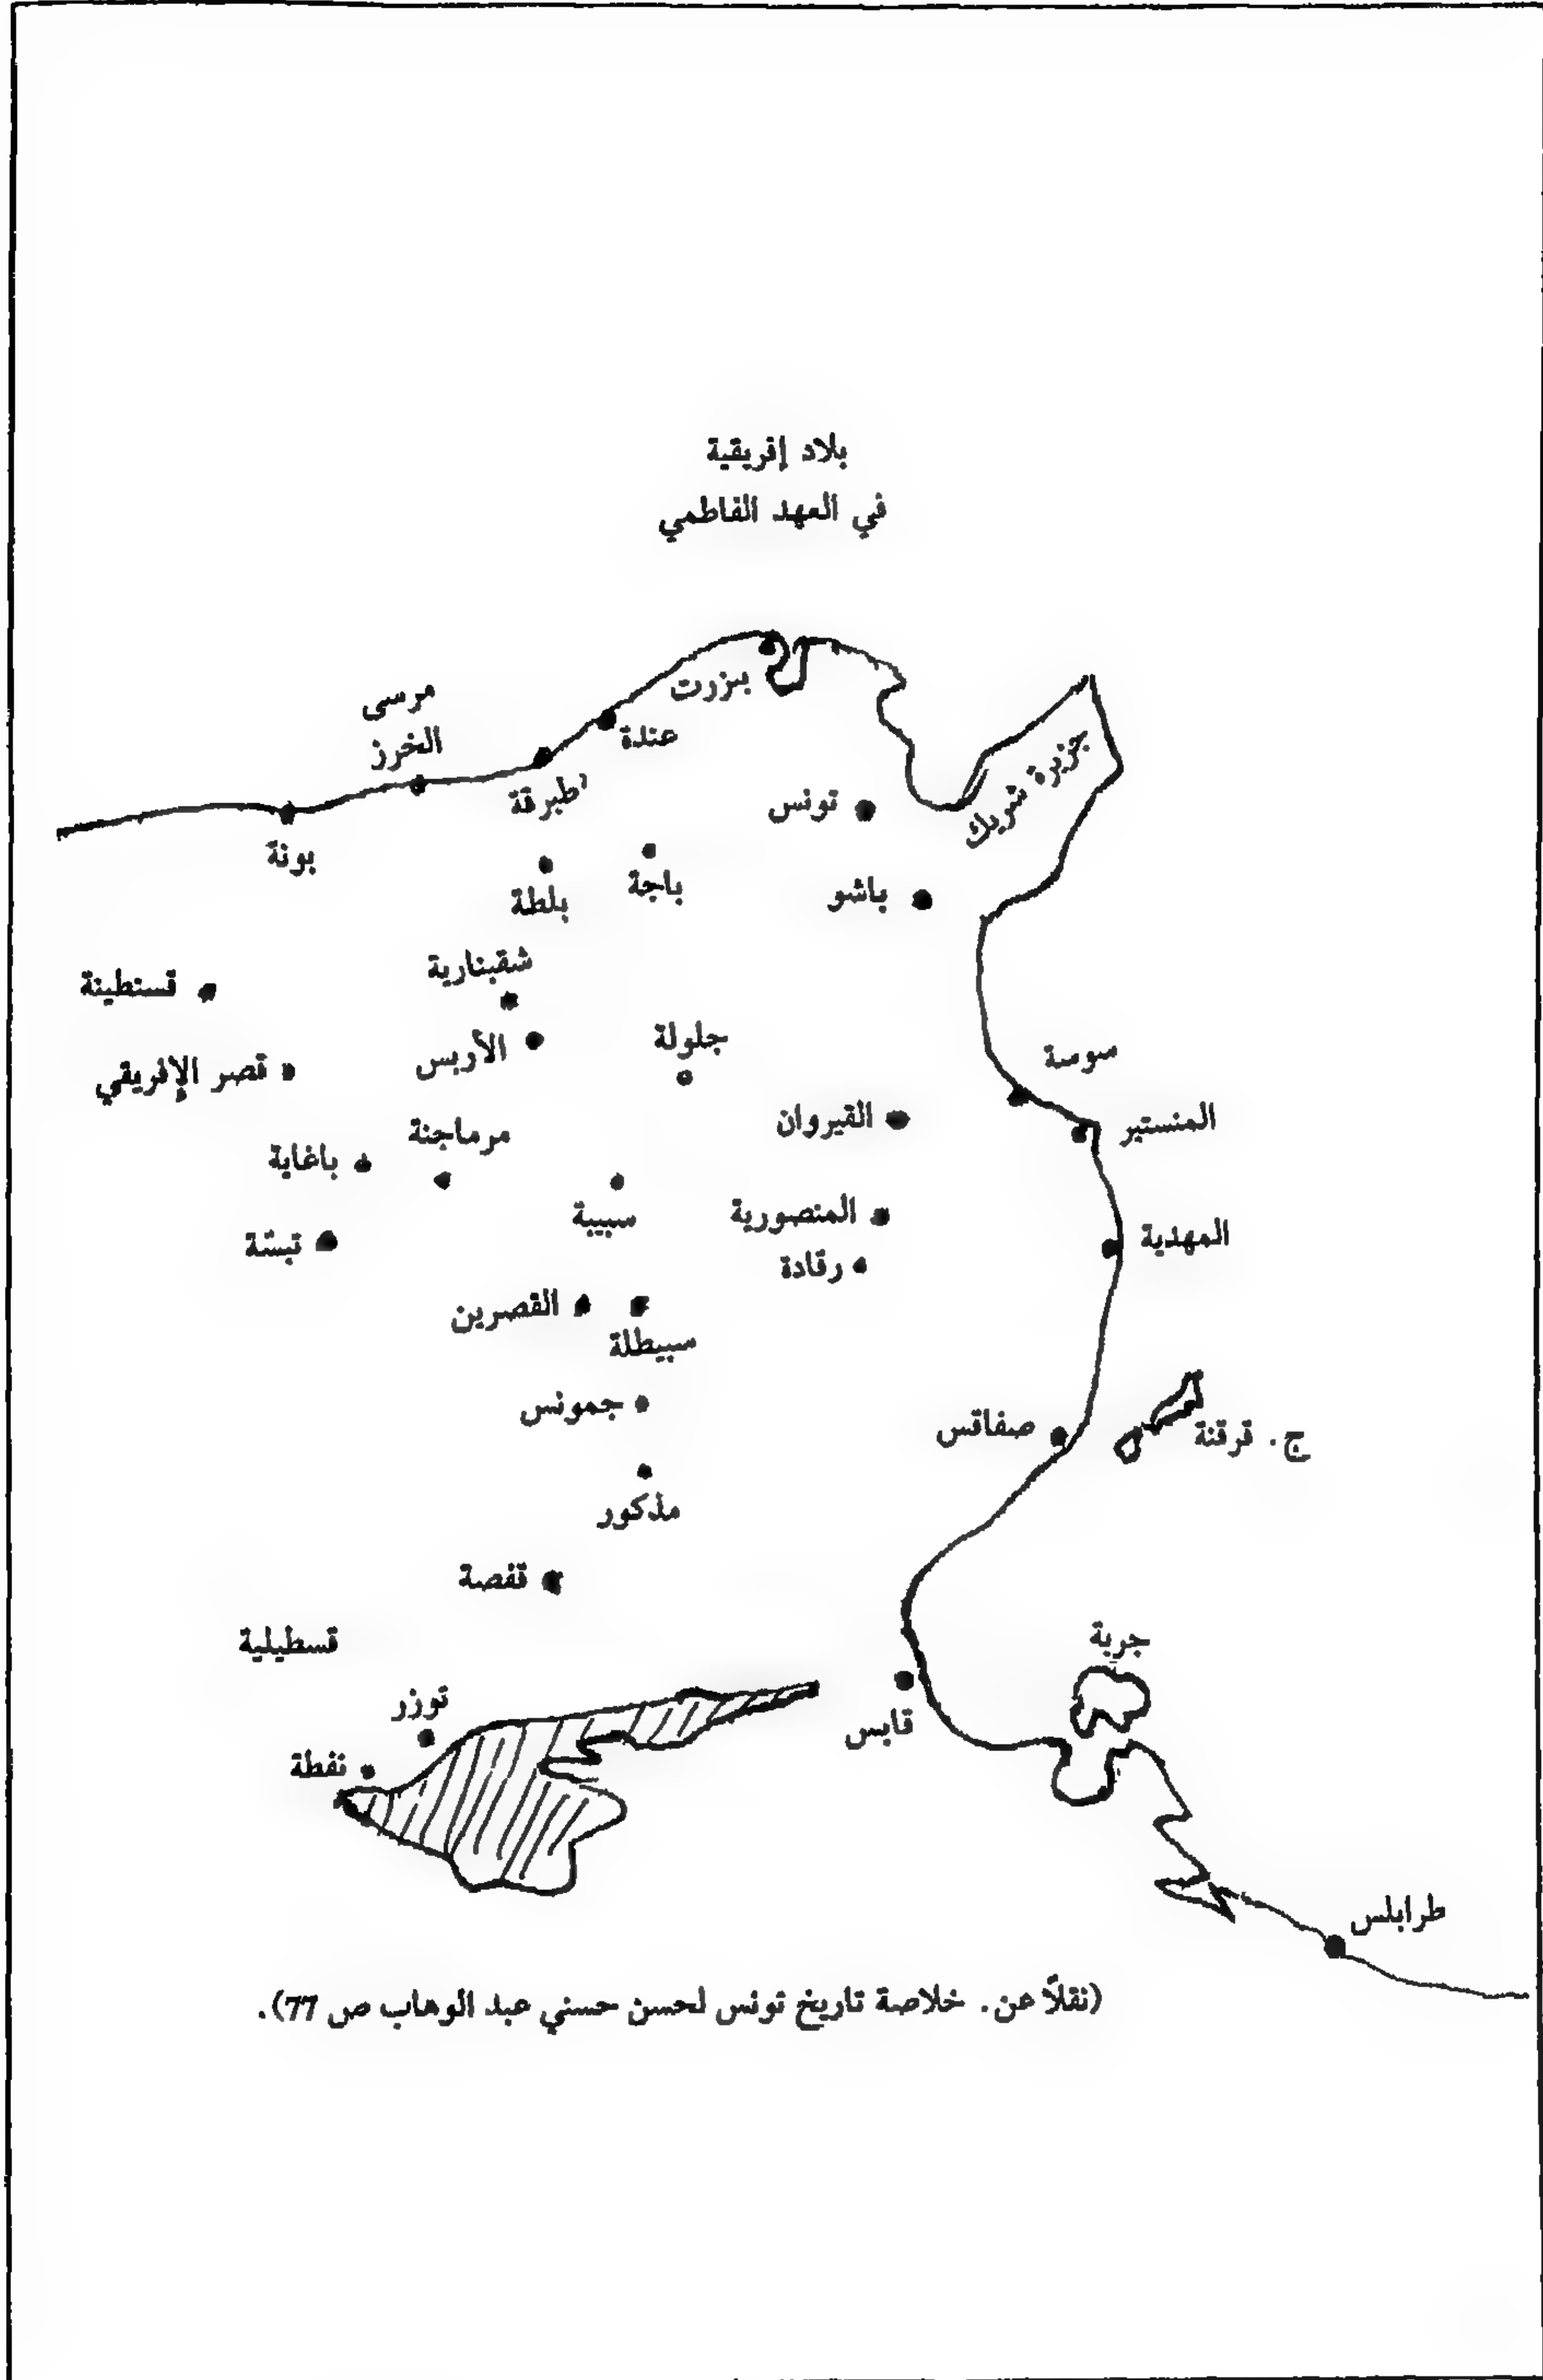 بلاد إفريقية
في العهد الفاطمي
بنزرت
مرسى
الخرز
عندة
طبرقة
جزيرة شريك
تونس
بونة
باجة
بلطة
باشو
شقبنارية
قسنطينة
الأربس
جلولة
سوسة
قصر الإفريقي
القيروان
المنستير
مرماجنة
باغاية
سبيبة
المنصورية
المهدية
تبسّة
رقادة
القصرين
سبيطلة
جمونس
صفاقس
ج. قرقنة
مذكور
قفصة
قسطيلية
جربة
توزر
قابس
نفطة
طرابلس
(نقلاً عن. خلاصة تاريخ تونس لحسن حسني عبد الوهاب ص 77).